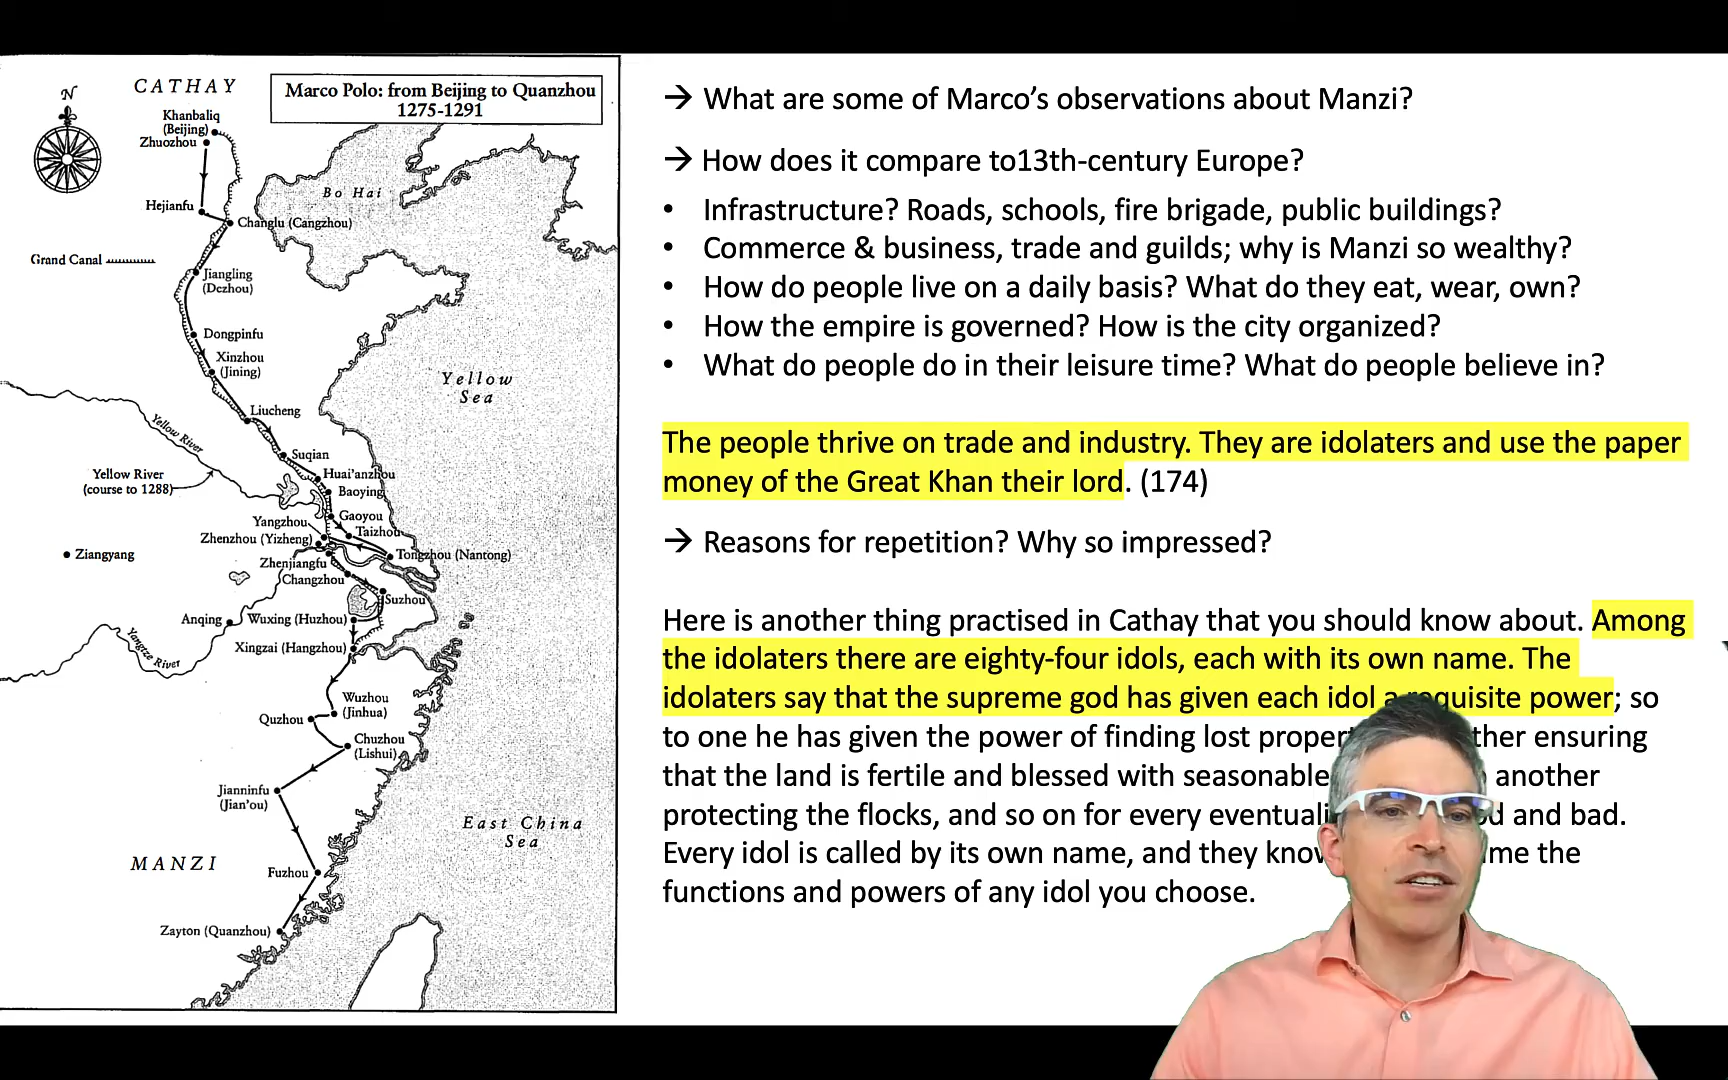 CATHAY
N
Marco Polo: from Beijing to Quanzhou
1275-1291
Khanbaliq
(Beijing)
Zhuozhou
Bo Hai
Hejianfu
Changlu (Cangzhou)
Grand Canal
Jiangling
(Dezhou)
Dongpinfu
Xinzhou
(Jining)
Yellow
Sea
Liucheng
Yellow River
Suqian
Yellow River
(course to 1288)
Huai'anzhou
Baoying
Gaoyou
Yangzhou
Taizhou
Zhenzhou (Yizheng)
Ziangyang
Tongzhou (Nantong)
Zhenjiangfu
Changzhou
Suzhou
Anqing
Wuxing (Huzhou)
Yangtze River
Xingzai (Hangzhou)
Wuzhou
(Jinhua)
Quzhou
Chuzhou
(Lishui)
Jianninfu
(Jian'ou)
East China
Sea
MANZI
Fuzhou
Zayton (Quanzhou)
→ What are some of Marco's observations about Manzi?
→ How does it compare to13th-century Europe?
• Infrastructure? Roads, schools, fire brigade, public buildings?
• Commerce & business, trade and guilds; why is Manzi so wealthy?
• How do people live on a daily basis? What do they eat, wear, own?
• How the empire is governed? How is the city organized?
• What do people do in their leisure time? What do people believe in?
The people thrive on trade and industry. They are idolaters and use the paper
money of the Great Khan their lord. (174)
→ Reasons for repetition? Why so impressed?
Here is another thing practised in Cathay that you should know about. Among
the idolaters there are eighty-four idols, each with its own name. The
idolaters say that the supreme god has given each idol a requisite power; so
to one he has given the power of finding lost ensuring
that the land is fertile and blessed with seasonable another
protecting the flocks, and so on for every and bad.
Every idol is called by its own name, and they the
functions and powers of any idol you choose.